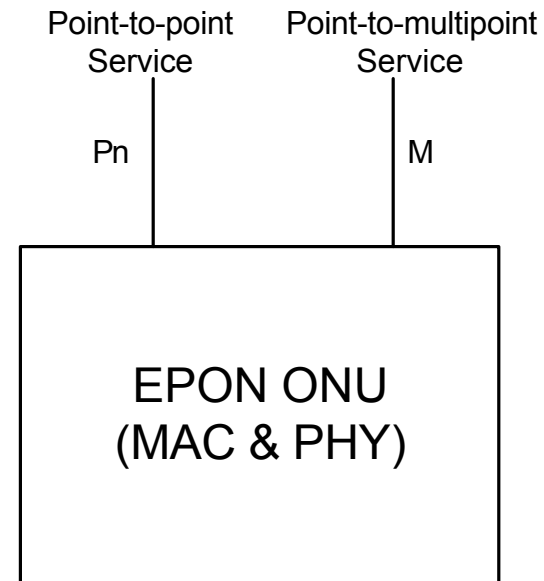 Point-to-point
Service
Point-to-multipoint
Service
Pn
M
EPON ONU
(MAC & PHY)